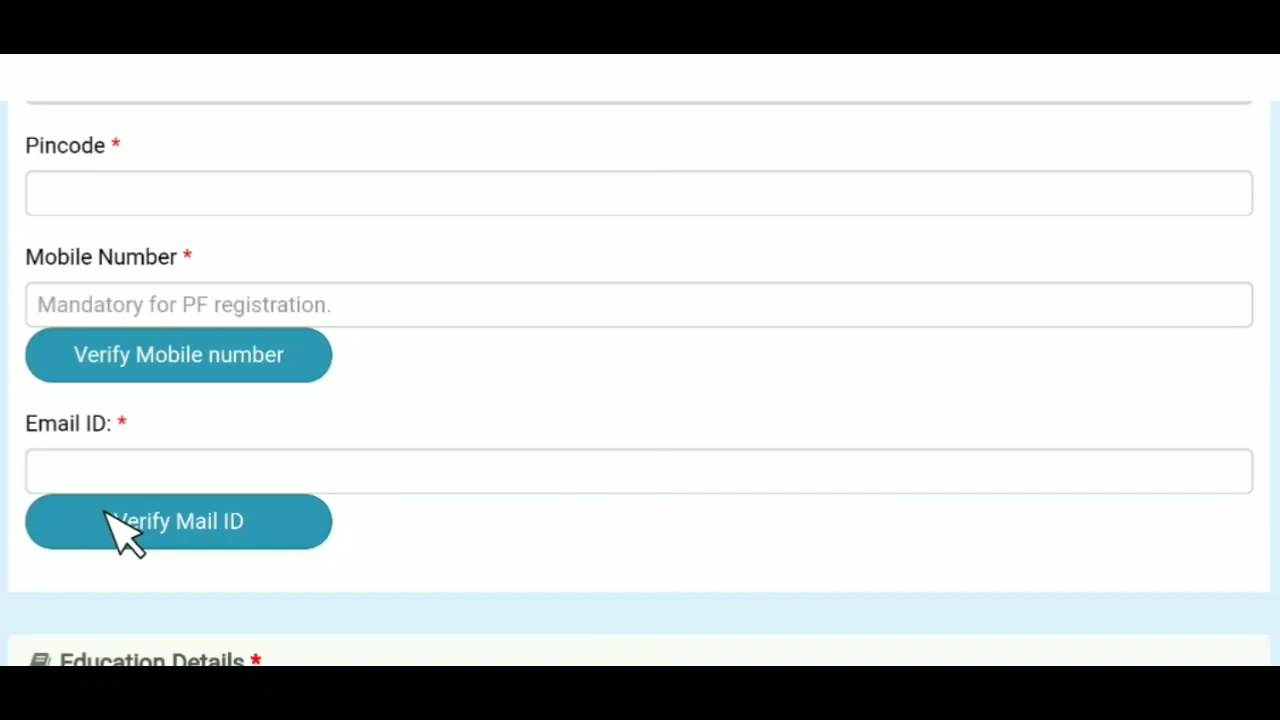 Pincode *
Mobile Number *
Mandatory for PF registration.
Verify Mobile number
Email ID: *
Verify Mail ID
Education Details *